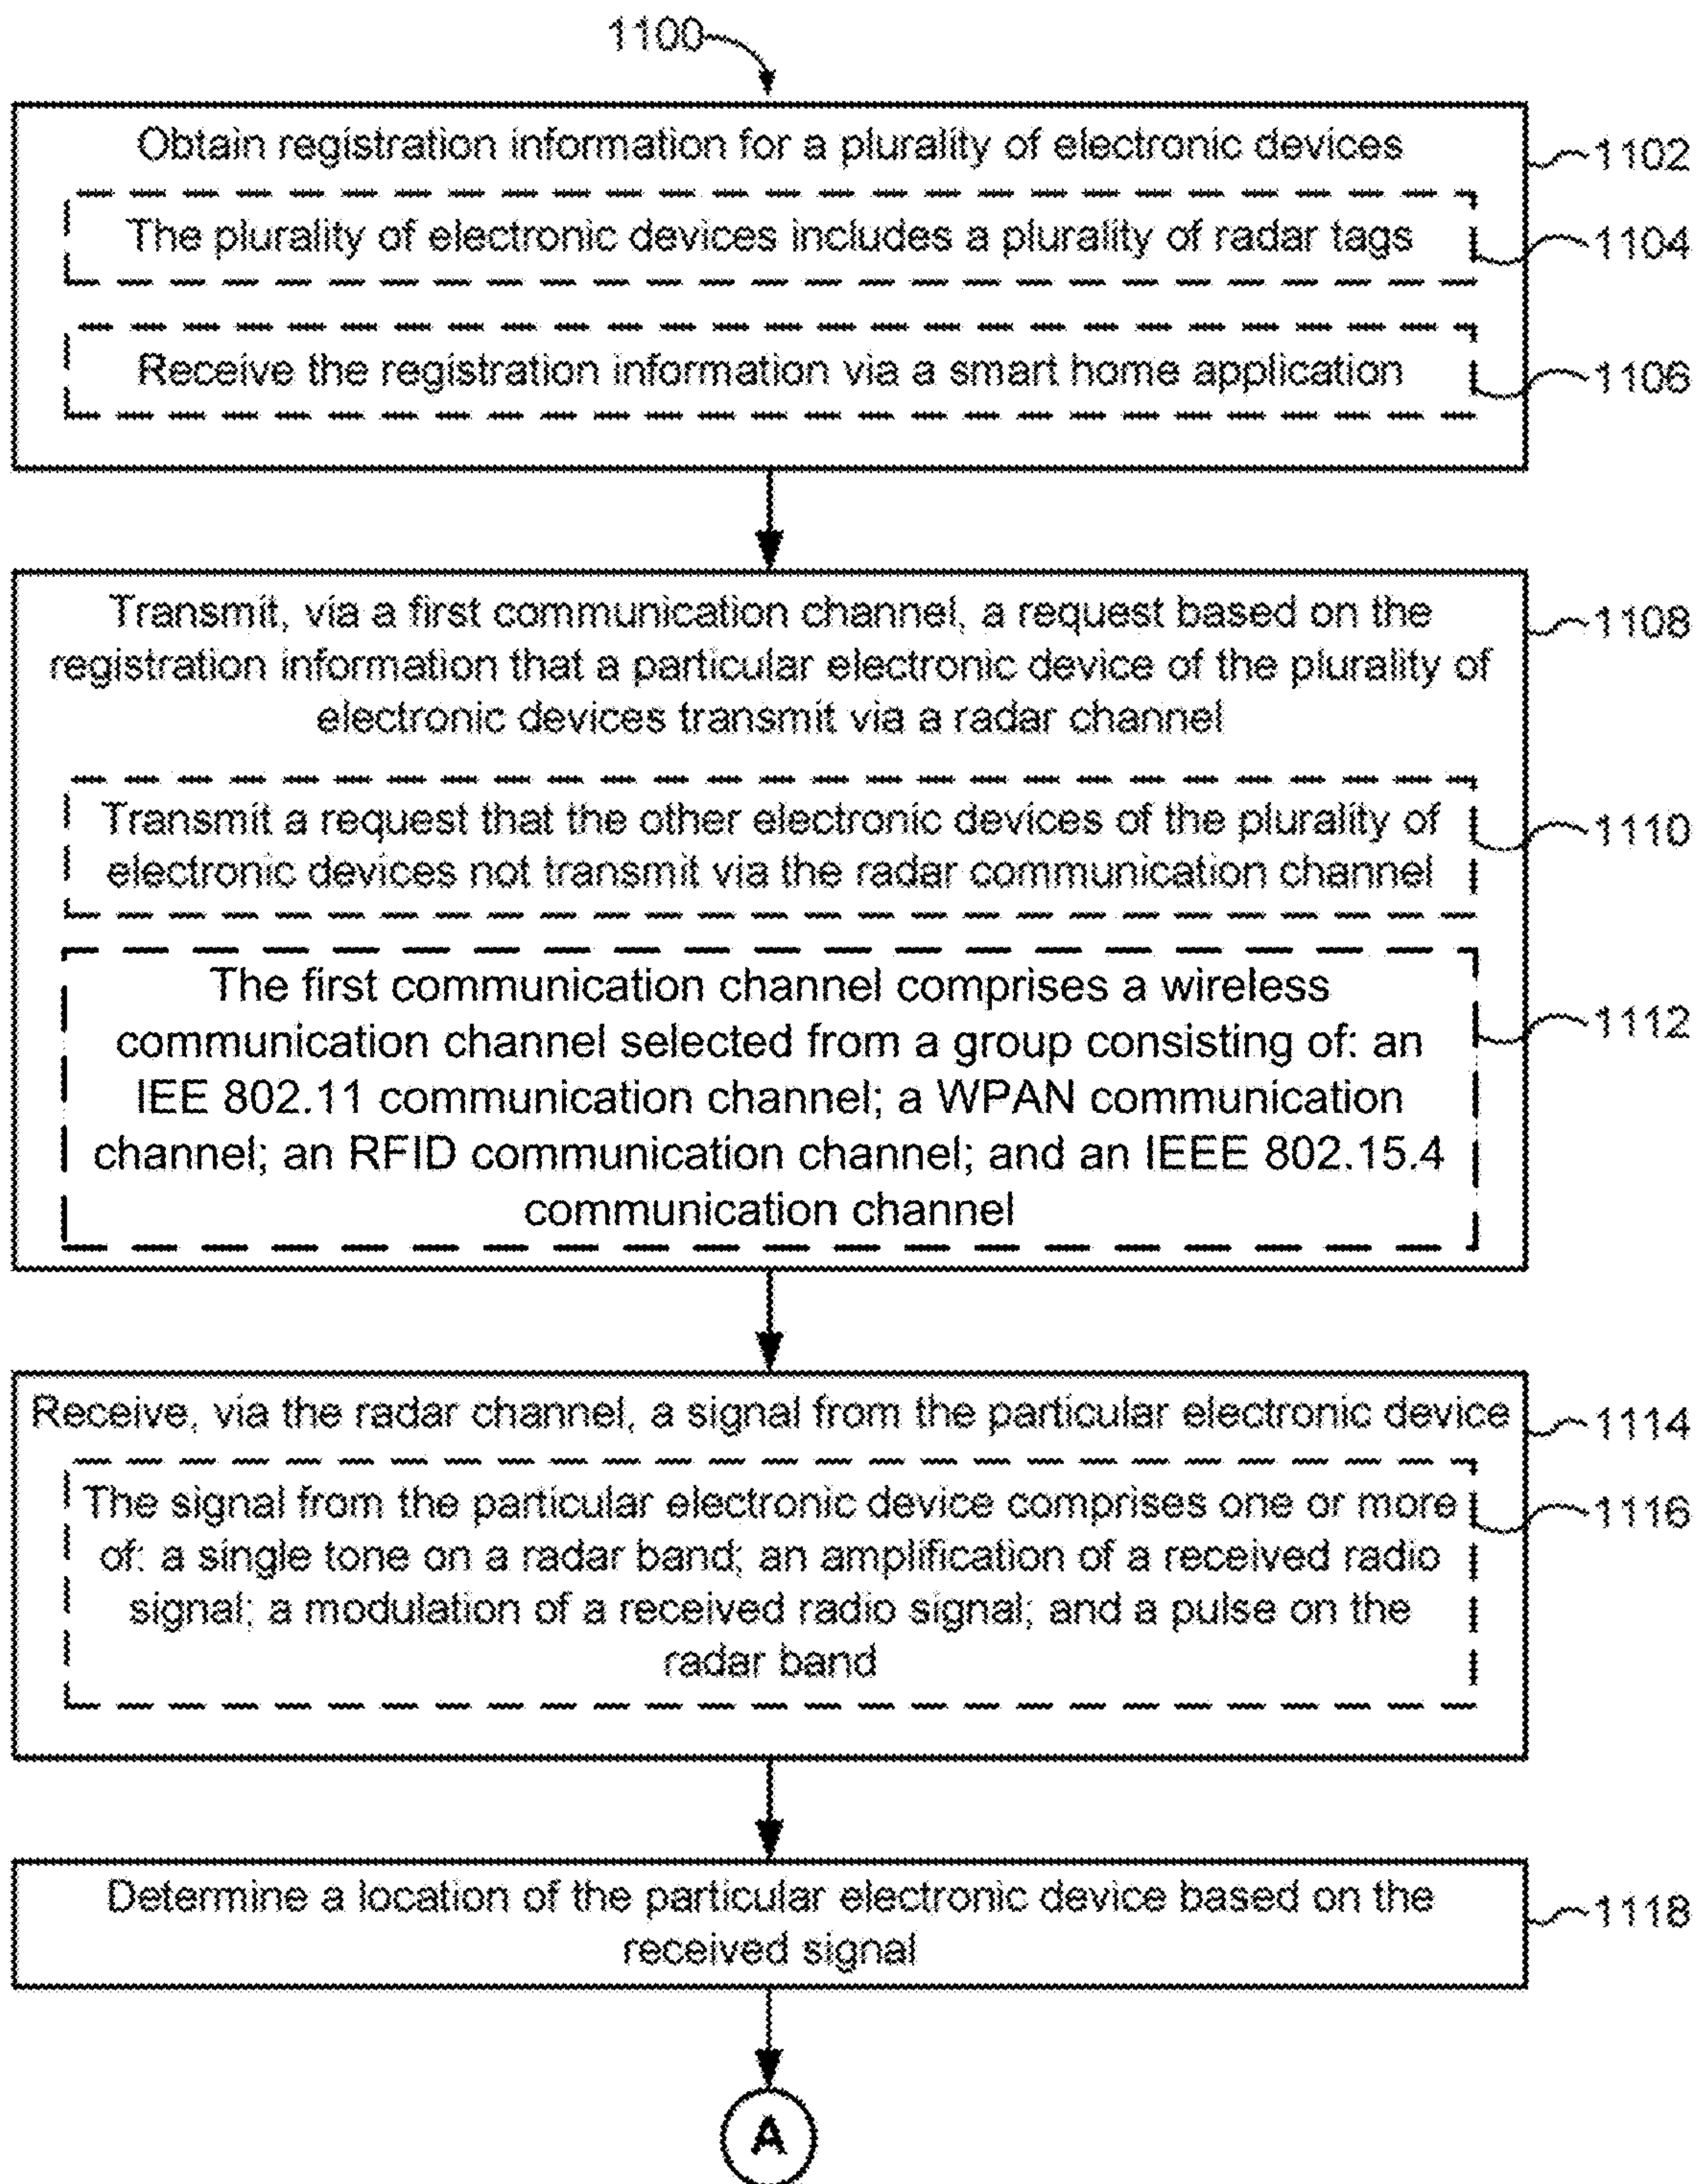 1100
Obtain registration information for a plurality of electronic devices
1102
The plurality of electronic devices includes a plurality of radar tags
1104
Receive the registration information via a smart home application
1106
Transmit, via a first communication channel, a request based on the
1108
registration information that a particular electronic device of the plurality of
electronic devices transmit via a radar channel
Transmit a request that the other electronic devices of the plurality of
1110
electronic devices not transmit via the radar communication channel
The first communication channel comprises a wireless
1112
communication channel selected from a group consisting of: an
IEE 802.11 communication channel; a WPAN communication
channel; an RFID communication channel; and an IEEE 802.15.4
communication channel
Receive, via the radar channel, a signal from the particular electronic device
1114
The signal from the particular electronic device comprises one or more
1116
of: a single tone on a radar band; an amplification of a received radio
signal; a modulation of a received radio signal; and a pulse on the
radar band
Determine a location of the particular electronic device based on the
1118
received signal
A